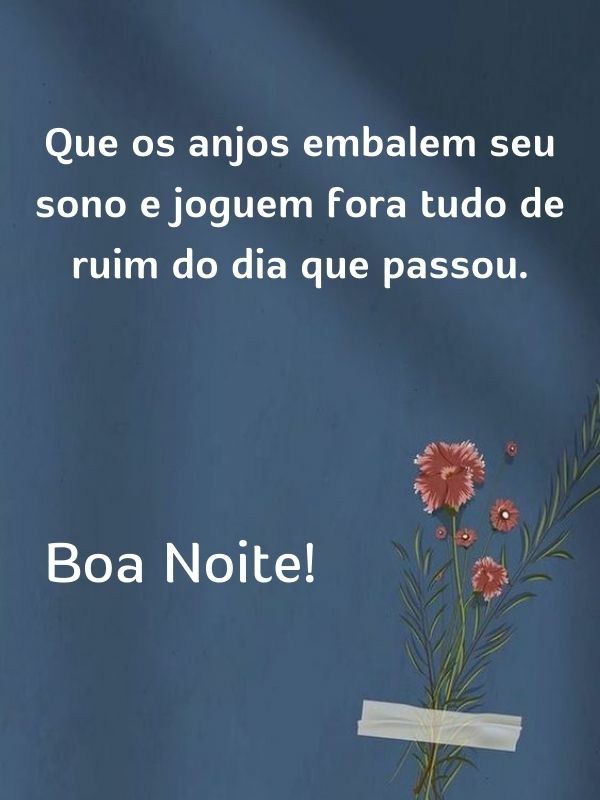 Que os anjos embalem seu
sono e joguem fora tudo de
ruim do dia que passou.
Boa Noite!